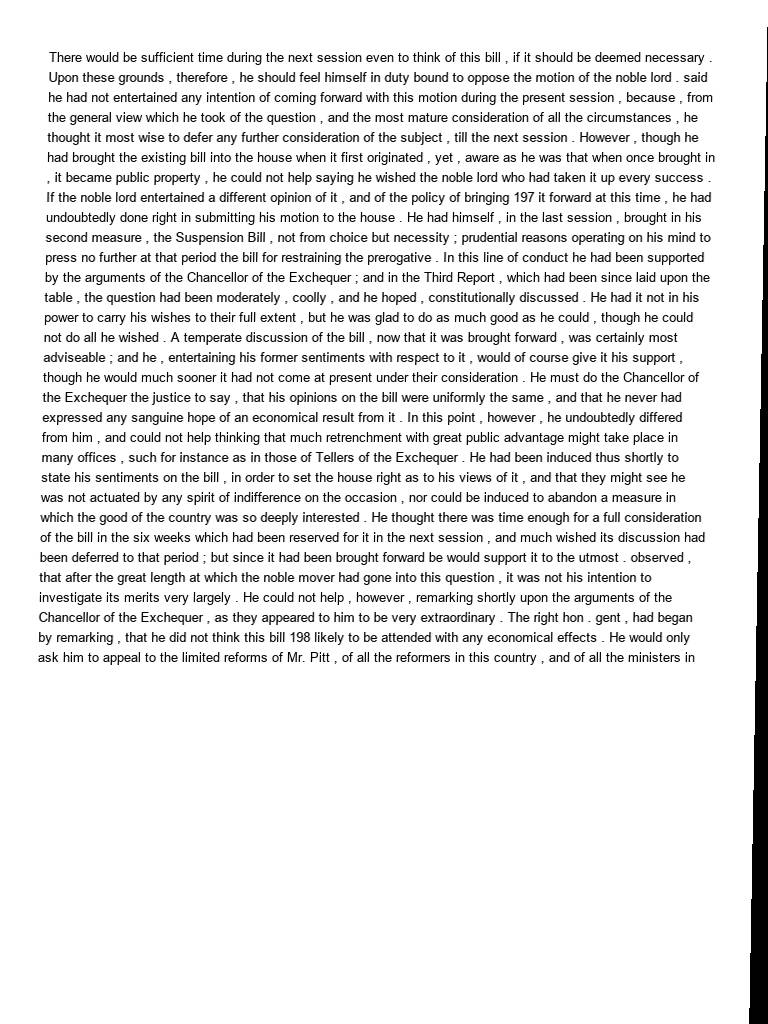 There would be sufficient time during the next session even to think of this bill , if it should be deemed necessary .
Upon these grounds , therefore , he should feel himself in duty bound to oppose the motion of the noble lord . said
he had not entertained any intention of coming forward with this motion during the present session , because , from
the general view which he took of the question , and the most mature consideration of all the circumstances , he
thought it most wise to defer any further consideration of the subject , till the next session . However , though he
had brought the existing bill into the house when it first originated , yet , aware as he was that when once brought in
, it became public property , he could not help saying he wished the noble lord who had taken it up every success .
If the noble lord entertained a different opinion of it , and of the policy of bringing 197 it forward at this time , he had
undoubtedly done right in submitting his motion to the house . He had himself , in the last session , brought in his
second measure , the Suspension Bill , not from choice but necessity ; prudential reasons operating on his mind to
press no further at that period the bill for restraining the prerogative . In this line of conduct he had been supported
by the arguments of the Chancellor of the Exchequer ; and in the Third Report , which had been since laid upon the
table , the question had been moderately , coolly , and he hoped , constitutionally discussed . He had it not in his
power to carry his wishes to their full extent , but he was glad to do as much good as he could , though he could
not do all he wished . A temperate discussion of the bill , now that it was brought forward , was certainly most
adviseable ; and he , entertaining his former sentiments with respect to it , would of course give it his support ,
though he would much sooner it had not come at present under their consideration . He must do the Chancellor of
the Exchequer the justice to say , that his opinions on the bill were uniformly the same , and that he never had
expressed any sanguine hope of an economical result from it . In this point , however , he undoubtedly differed
from him , and could not help thinking that much retrenchment with great public advantage might take place in
many offices , such for instance as in those of Tellers of the Exchequer . He had been induced thus shortly to
state his sentiments on the bill , in order to set the house right as to his views of it , and that they might see he
was not actuated by any spirit of indifference on the occasion , nor could be induced to abandon a measure in
which the good of the country was so deeply interested . He thought there was time enough for a full consideration
of the bill in the six weeks which had been reserved for it in the next session , and much wished its discussion had
been deferred to that period ; but since it had been brought forward be would support it to the utmost . observed ,
that after the great length at which the noble mover had gone into this question , it was not his intention to
investigate its merits very largely . He could not help , however , remarking shortly upon the arguments of the
Chancellor of the Exchequer , as they appeared to him to be very extraordinary . The right hon . gent , had began
by remarking , that he did not think this bill 198 likely to be attended with any economical effects . He would only
ask him to appeal to the limited reforms of Mr. Pitt , of all the reformers in this country , and of all the ministers in